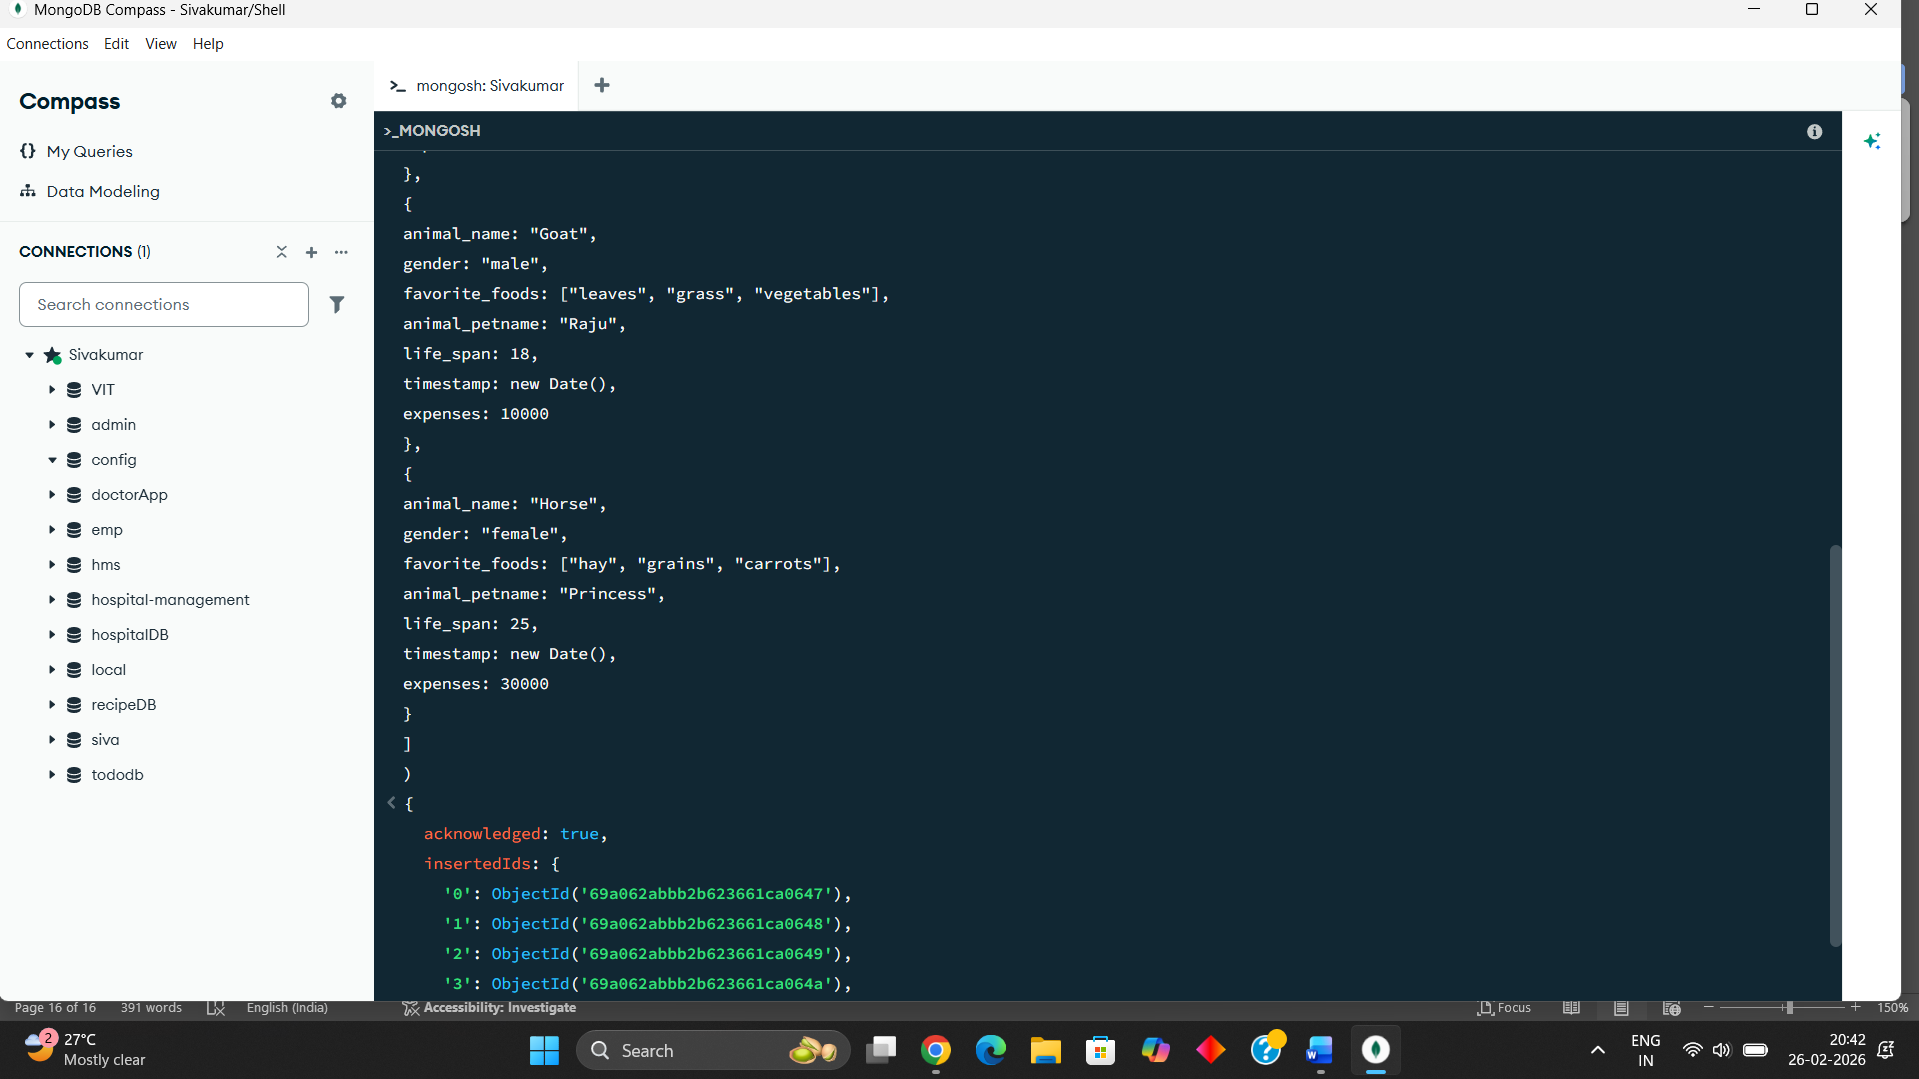 MongoDB Compass - Sivakumar/Shell
Connections Edit View Help
Compass
My Queries
Data Modeling
CONNECTIONS (1)
Search connections
Sivakumar
VIT
admin
config
doctorApp
emp
hms
hospital-management
hospitalDB
local
recipeDB
siva
tododb
>_ mongosh: Sivakumar +
>_MONGOSH
},
{
animal_name: "Goat",
gender: "male",
favorite_foods: ["leaves", "grass", "vegetables"],
animal_petname: "Raju",
life_span: 18,
timestamp: new Date(),
expenses: 10000
},
{
animal_name: "Horse",
gender: "female",
favorite_foods: ["hay", "grains", "carrots"],
animal_petname: "Princess",
life_span: 25,
timestamp: new Date(),
expenses: 30000
}
]
)
{
acknowledged: true,
insertedIds: {
'0': ObjectId('69a062abbb2b623661ca0647'),
'1': ObjectId('69a062abbb2b623661ca0648'),
'2': ObjectId('69a062abbb2b623661ca0649'),
'3': ObjectId('69a062abbb2b623661ca064a'),
Page 16 of 16 391 words English (India) Accessibility: Investigate Focus 150%
2 27°C
Mostly clear
Search
ENG
IN
20:42
26-02-2026